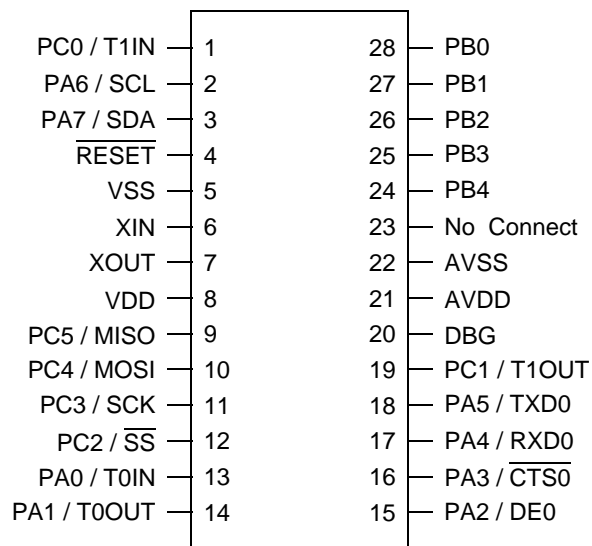 PC0 / T1IN 1 28 PB0
PA6 / SCL 2 27 PB1
PA7 / SDA 3 26 PB2
RESET 4 25 PB3
VSS 5 24 PB4
XIN 6 23 No Connect
XOUT 7 22 AVSS
VDD 8 21 AVDD
PC5 / MISO 9 20 DBG
PC4 / MOSI 10 19 PC1 / T1OUT
PC3 / SCK 11 18 PA5 / TXD0
PC2 / SS 12 17 PA4 / RXD0
PA0 / T0IN 13 16 PA3 / CTS0
PA1 / T0OUT 14 15 PA2 / DE0